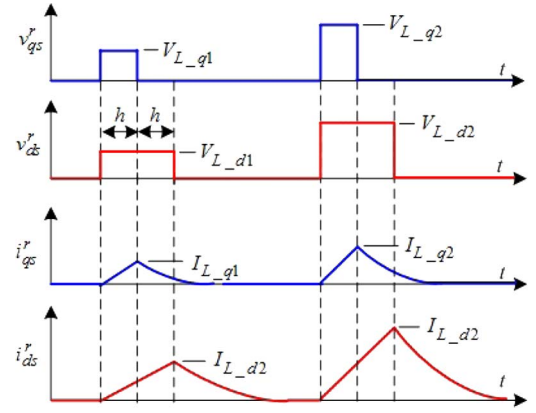 v^r_qs V_L_q1 V_L_q2 t
h h
v^r_ds V_L_d1 V_L_d2 t
i^r_qs I_L_q1 I_L_q2 t
i^r_ds I_L_d2 I_L_d2 t